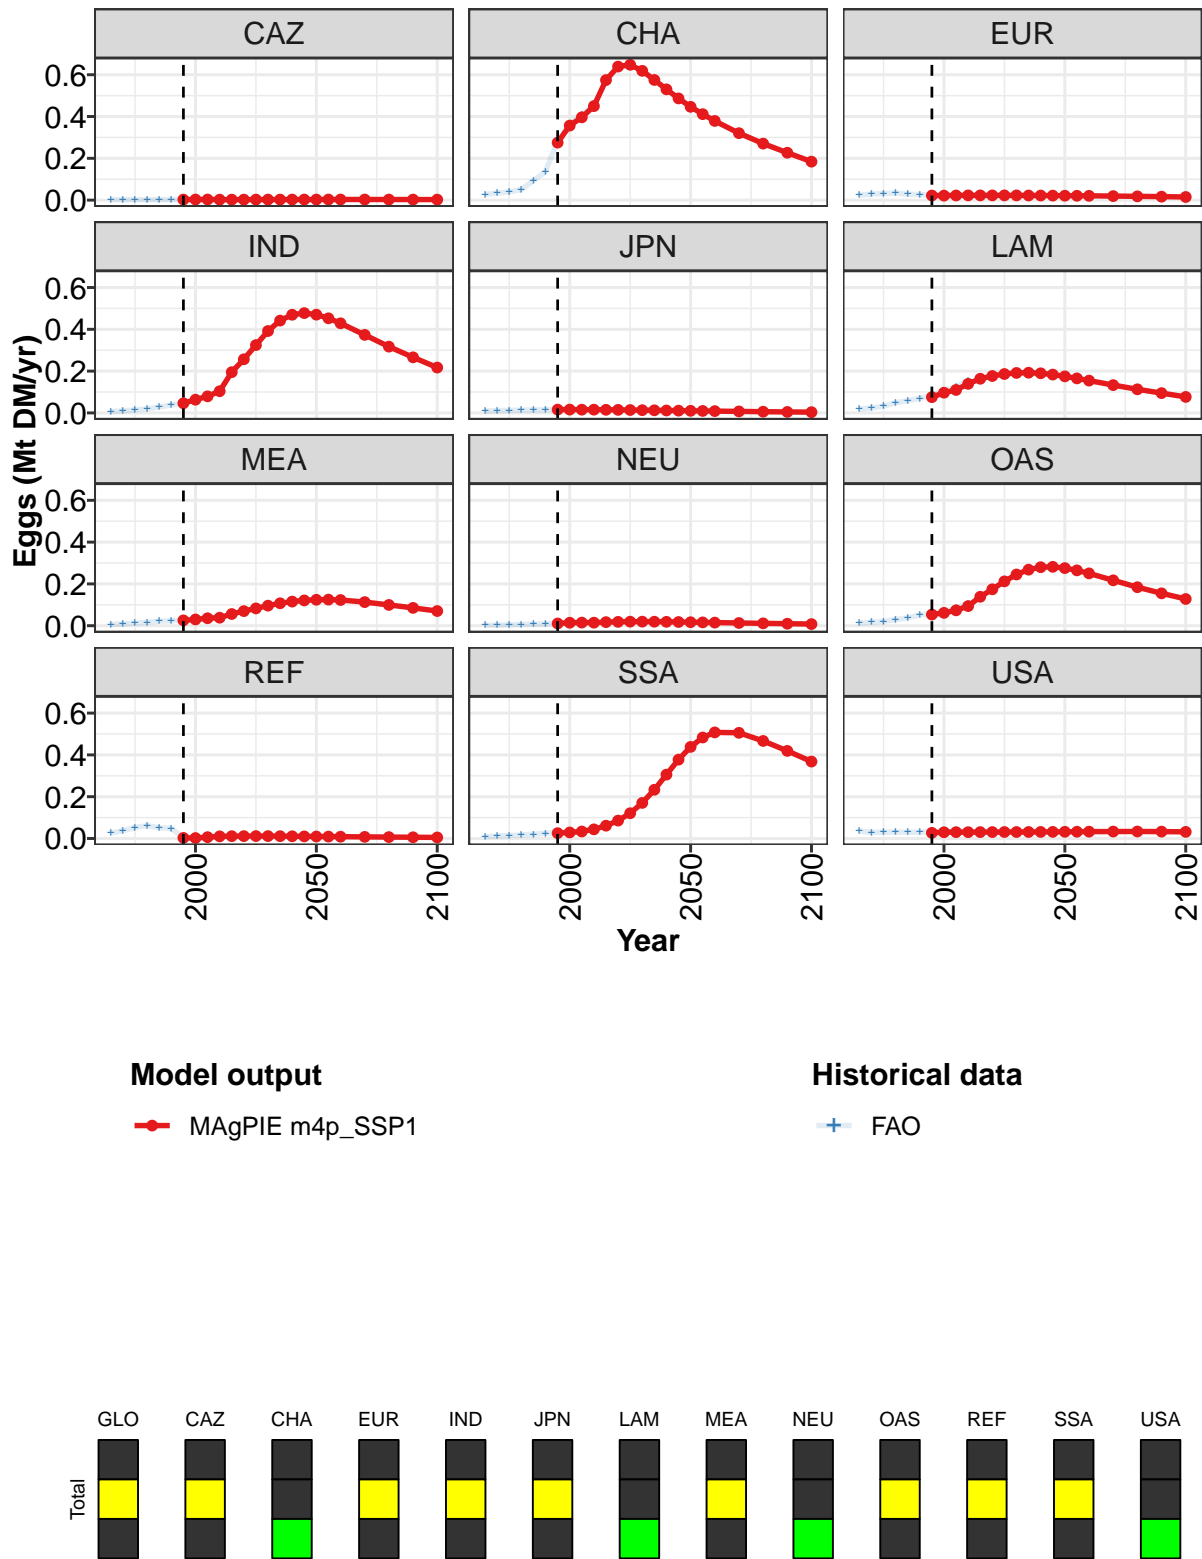 CAZ CHA EUR
0.6
0.4
0.2
0.0
IND JPN LAM
0.6
0.4
0.2
0.0
MEA NEU OAS
0.6
0.4
0.2
0.0
REF SSA USA
0.6
0.4
0.2
0.0
Eggs (Mt DM/yr)
2000 2050 2100 2000 2050 2100 2000 2050 2100
Year
Model output Historical data
MAgPIE m4p_SSP1 FAO
GLO CAZ CHA EUR IND JPN LAM MEA NEU OAS REF SSA USA
Total